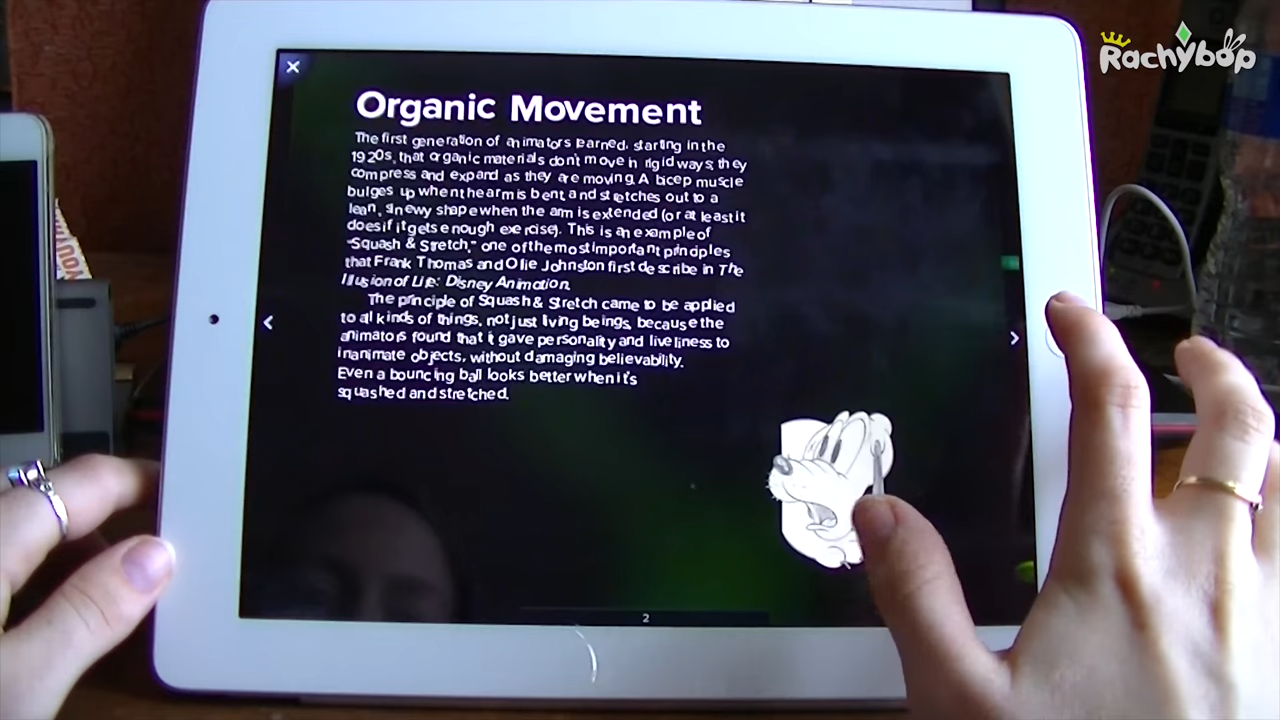 Rachybop
Organic Movement
The first generation of animators learned, starting in the
1920s, that organic materials don't move in rigid ways; they
compress and expand as they are moving. A bicep muscle
bulges up when the arm is bent, and stretches out to a
lean, sinewy shape when the arm is extended (or at least it
does if it gets enough exercise). This is an example of
"Squash & Stretch," one of the most important principles
that Frank Thomas and Ollie Johnston first describe in The
Illusion of Life: Disney Animation.
The principle of Squash & Stretch came to be applied
to all kinds of things, not just living beings, because the
animators found that it gave personality and liveliness to
inanimate objects, without damaging believability.
Even a bouncing ball looks better when it's
squashed and stretched.
2